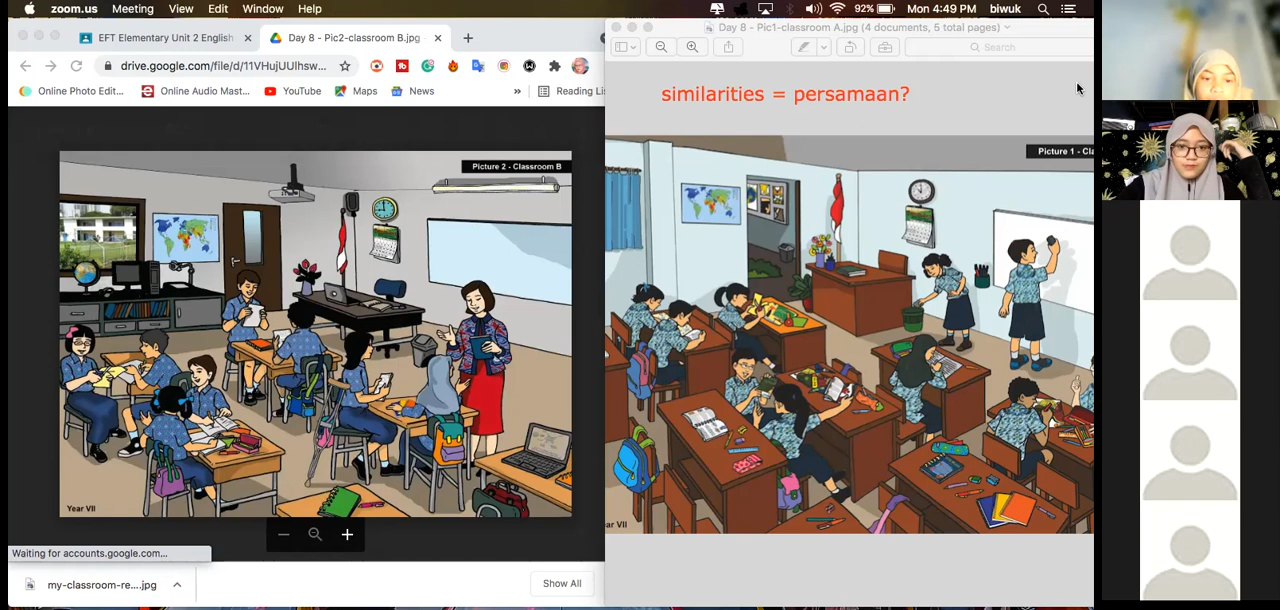 zoom.us Meeting View Edit Window Help
92% Mon 4:49 PM biwuk
EFT Elementary Unit 2 English
Day 8 - Pic2-classroom B.jpg
drive.google.com/file/d/11VHujUUlhsw...
Online Photo Edit...
Online Audio Mast...
YouTube
Maps
News
Reading Lis
Picture 2 - Classroom B
Year VII
Waiting for accounts.google.com...
my-classroom-re....jpg
Show All
Day 8 - Pic1-classroom A.jpg (4 documents, 5 total pages)
Search
similarities = persamaan?
Picture 1 - Cla
ar VII